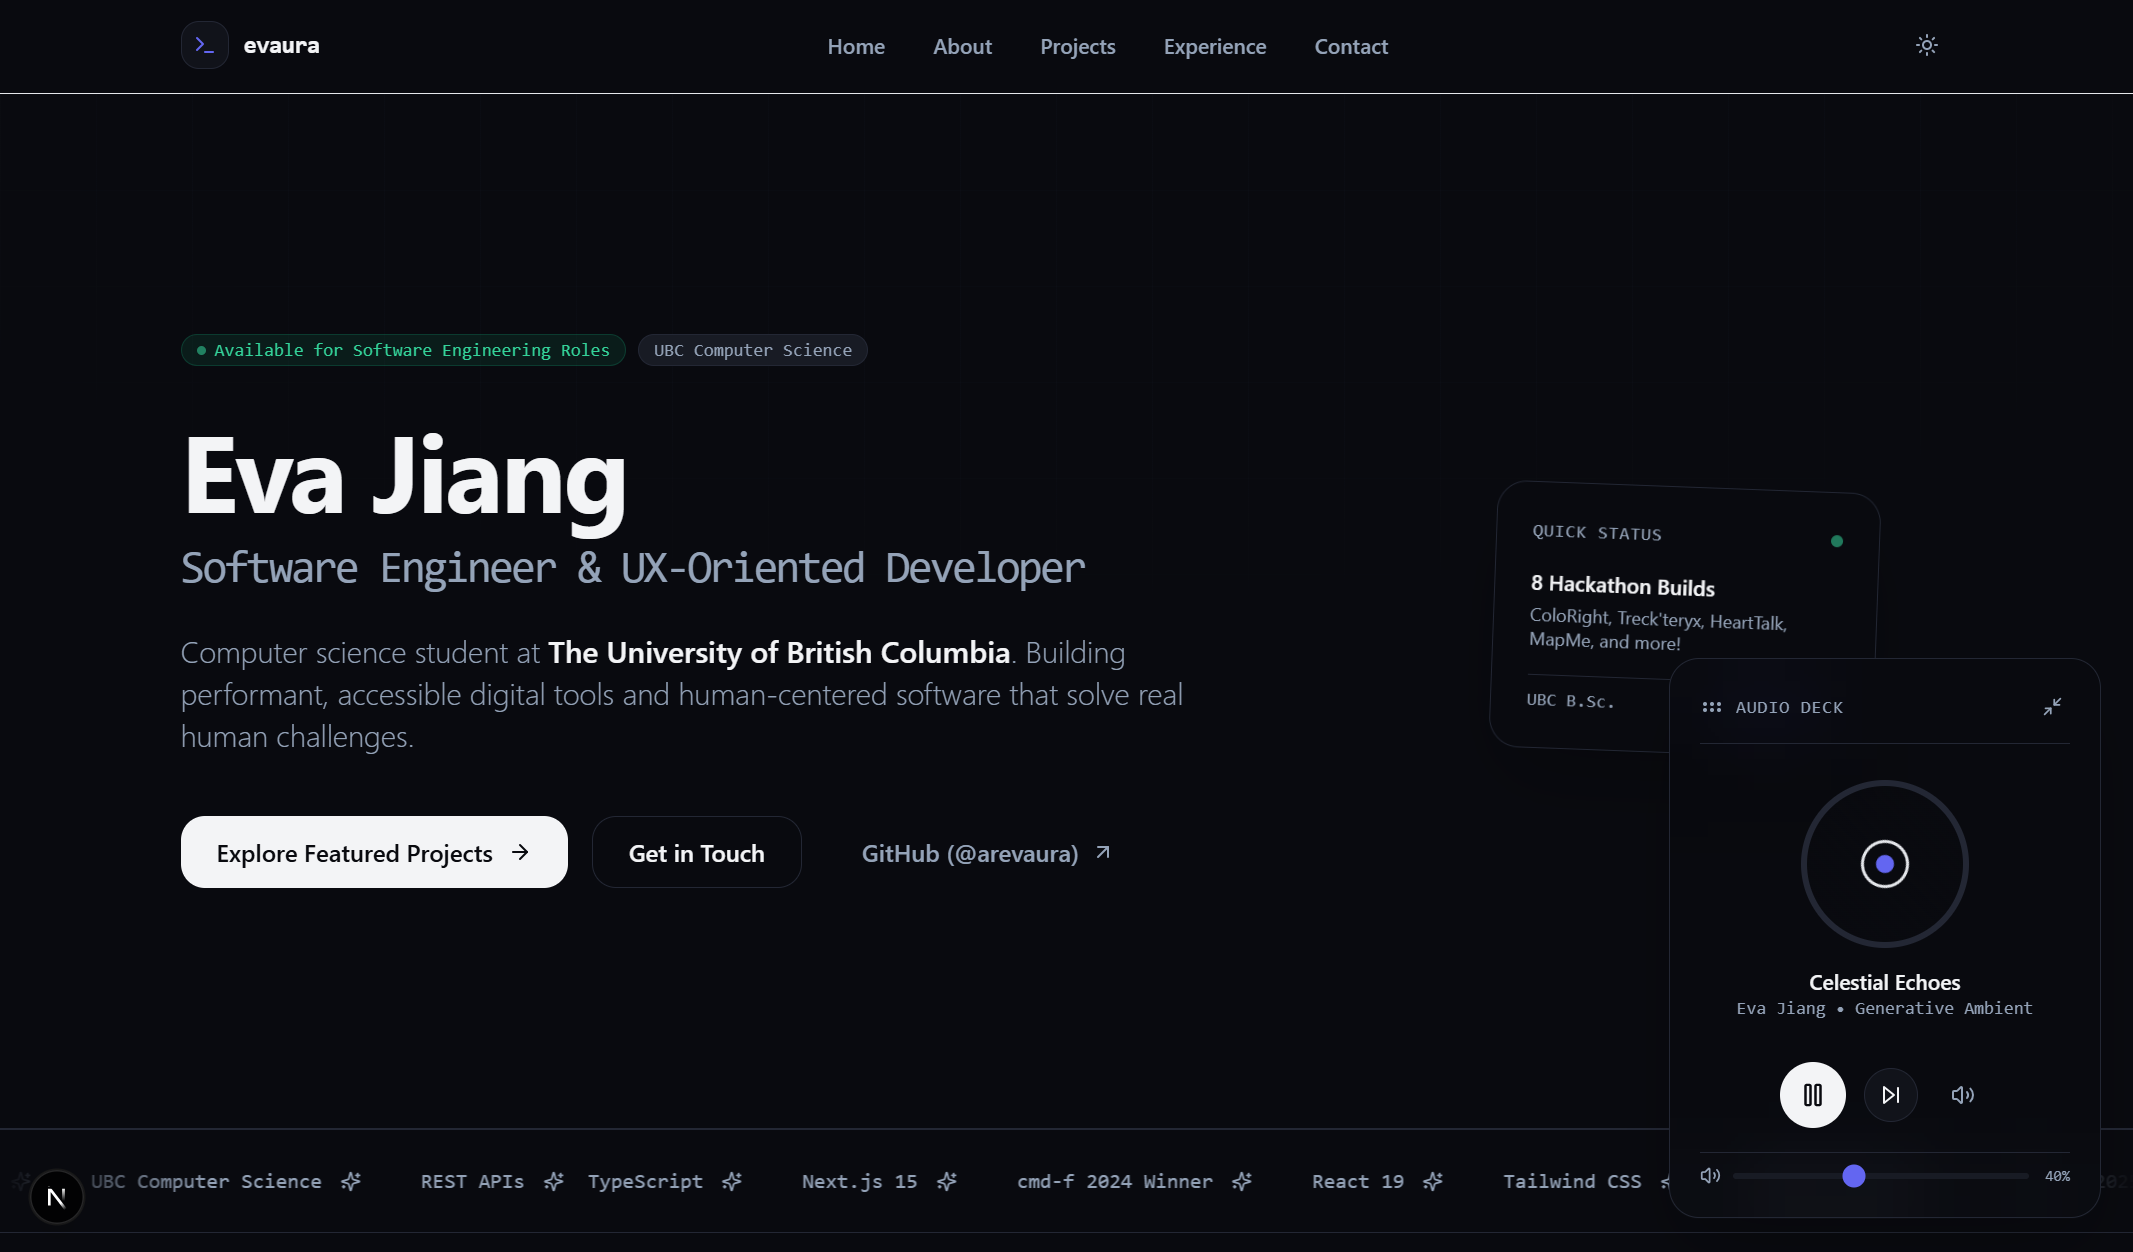 evaura
Home
About
Projects
Experience
Contact
Available for Software Engineering Roles
UBC Computer Science
Eva Jiang
Software Engineer & UX-Oriented Developer
Computer science student at The University of British Columbia. Building
performant, accessible digital tools and human-centered software that solve real
human challenges.
Explore Featured Projects
Get in Touch
GitHub (@arevaura)
QUICK STATUS
8 Hackathon Builds
ColoRight, Treck'teryx, HeartTalk,
MapMe, and more!
UBC B.Sc.
AUDIO DECK
Celestial Echoes
Eva Jiang • Generative Ambient
40%
N
UBC Computer Science
REST APIs
TypeScript
Next.js 15
cmd-f 2024 Winner
React 19
Tailwind CSS